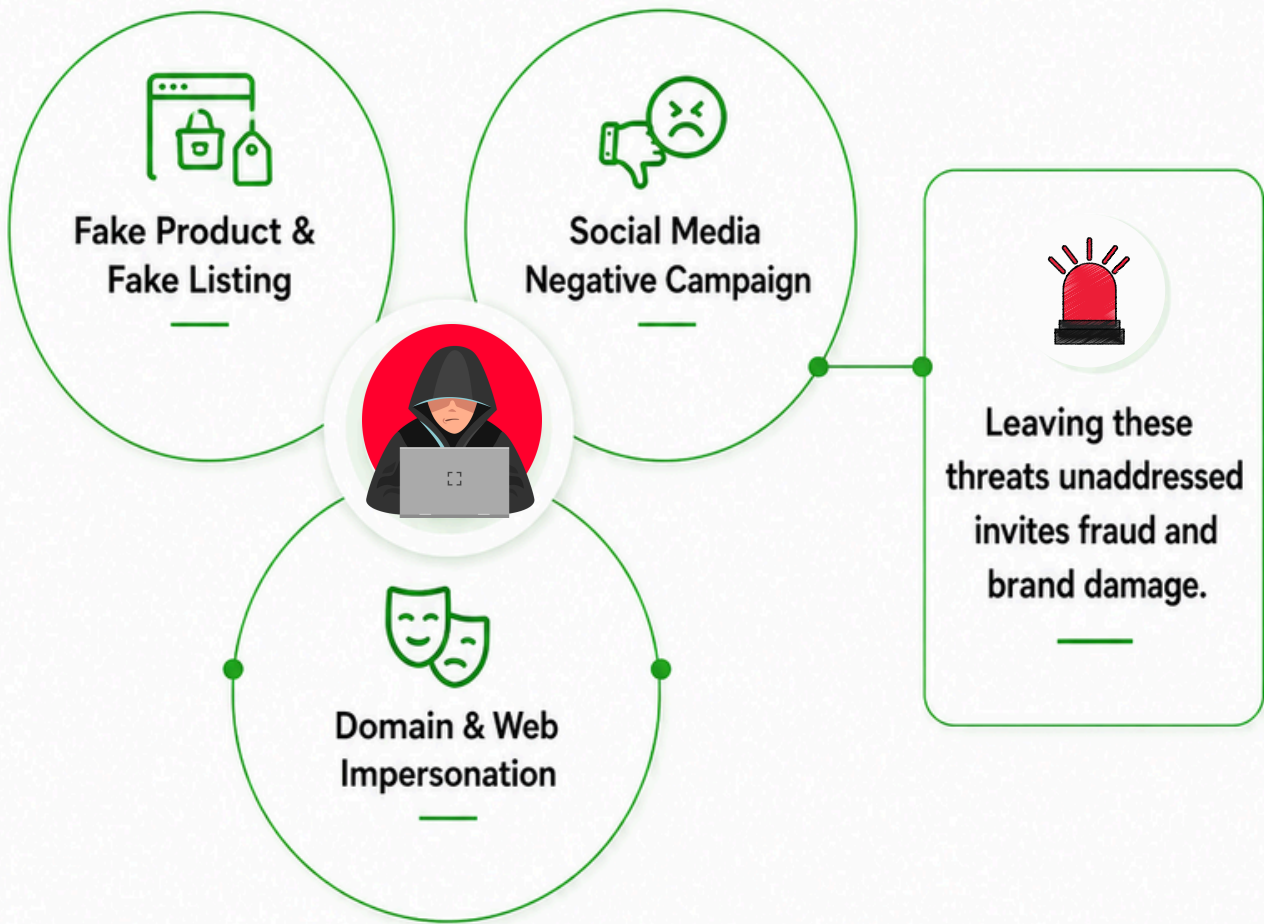 Fake Product &
Fake Listing
Social Media
Negative Campaign
Domain & Web
Impersonation
Leaving these
threats unaddressed
invites fraud and
brand damage.